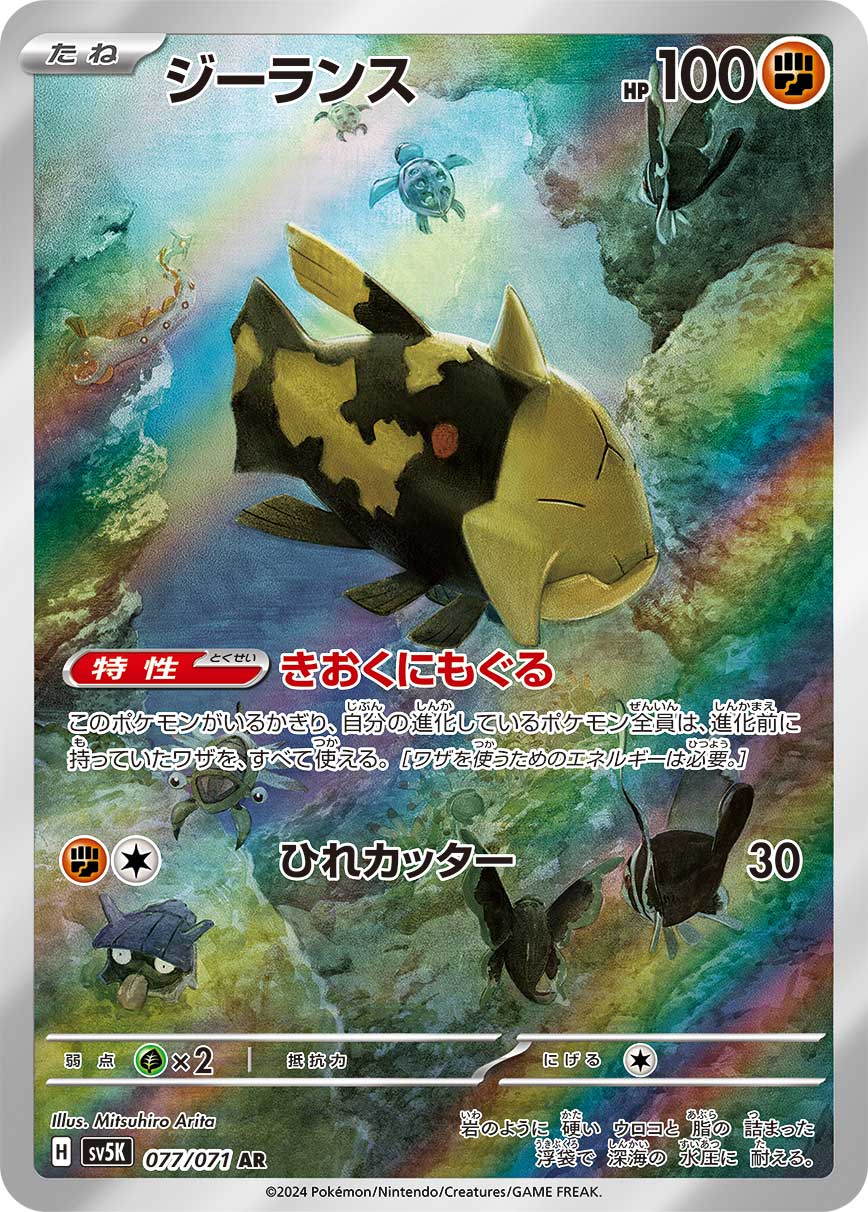 たね
ジーランス
HP100
特性 とくせい きおくにもぐる
このポケモンがいるかぎり、自分の進化しているポケモン全員は、進化前に
持っていたワザを、すべて使える。［ワザを使うためのエネルギーは必要。］
ひれカッター 30
弱点 ×2 抵抗力 にげる
Illus. Mitsuhiro Arita
H sv5K 077/071 AR
岩のように 硬い ウロコと 脂の 詰まった
浮袋で 深海の 水圧に 耐える。
©2024 Pokémon/Nintendo/Creatures/GAME FREAK.